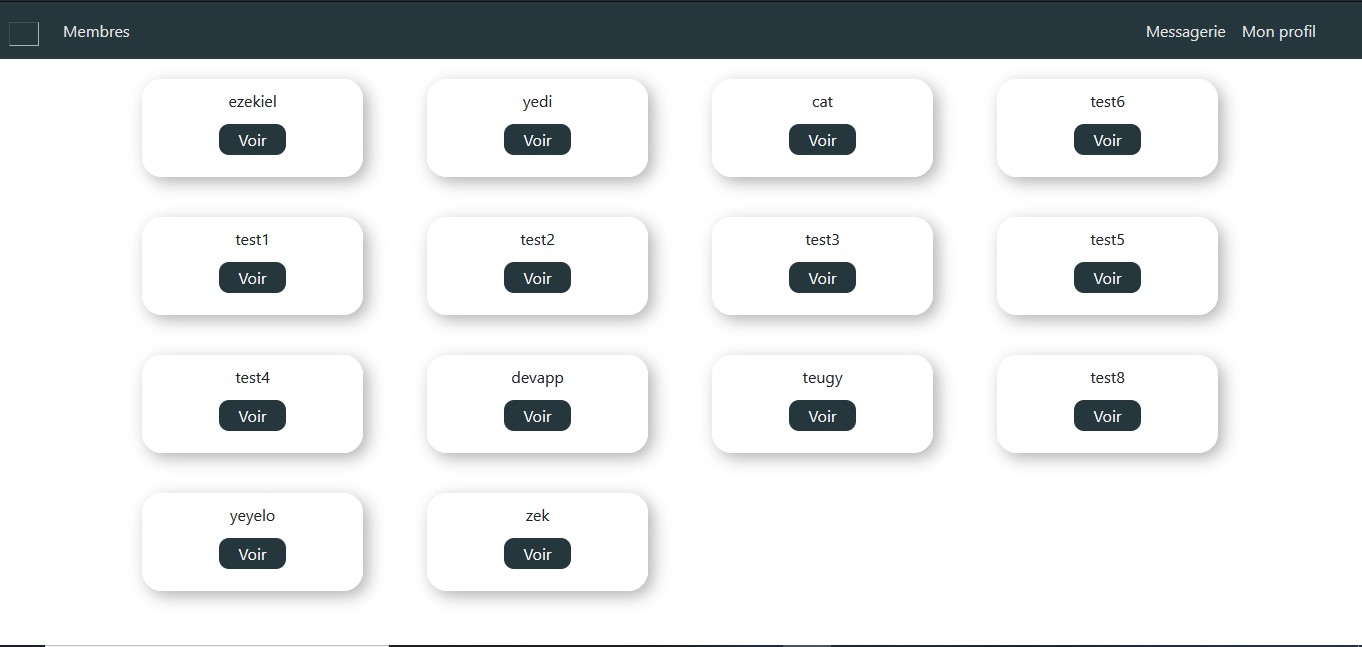 Membres Messagerie Mon profil
ezekiel yedi cat test6
Voir Voir Voir Voir
test1 test2 test3 test5
Voir Voir Voir Voir
test4 devapp teugy test8
Voir Voir Voir Voir
yeyelo zek
Voir Voir